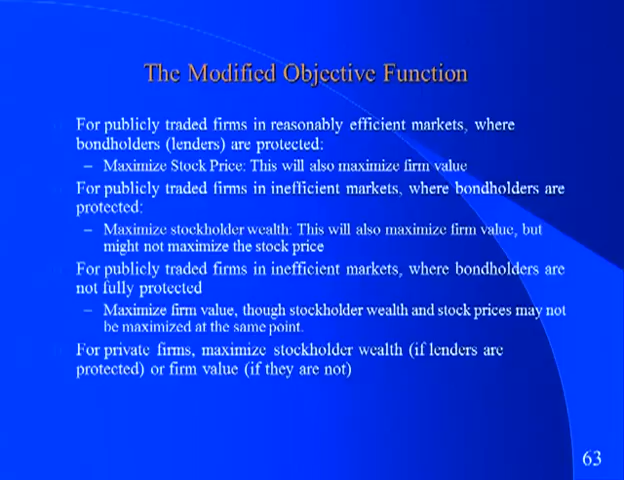 The Modified Objective Function
For publicly traded firms in reasonably efficient markets, where
bondholders (lenders) are protected:
– Maximize Stock Price: This will also maximize firm value
For publicly traded firms in inefficient markets, where bondholders are
protected:
– Maximize stockholder wealth: This will also maximize firm value, but
might not maximize the stock price
For publicly traded firms in inefficient markets, where bondholders are
not fully protected
– Maximize firm value, though stockholder wealth and stock prices may not
be maximized at the same point.
For private firms, maximize stockholder wealth (if lenders are
protected) or firm value (if they are not)
63